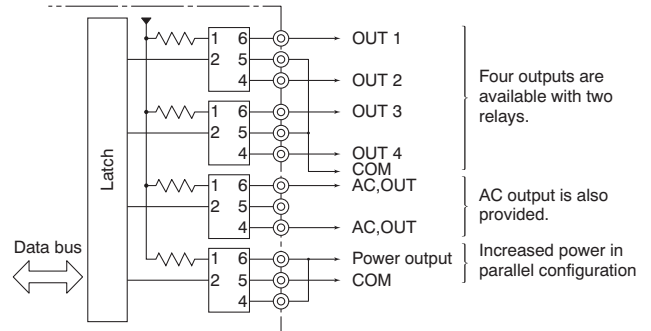 1 6 OUT 1
2 5
4 OUT 2
Four outputs are
available with two
relays.
1 6 OUT 3
2 5
4 OUT 4
COM
Latch
1 6 AC,OUT
2 5
4 AC,OUT
AC output is also
provided.
Data bus
1 6 Power output
2 5 COM
4
Increased power in
parallel configuration